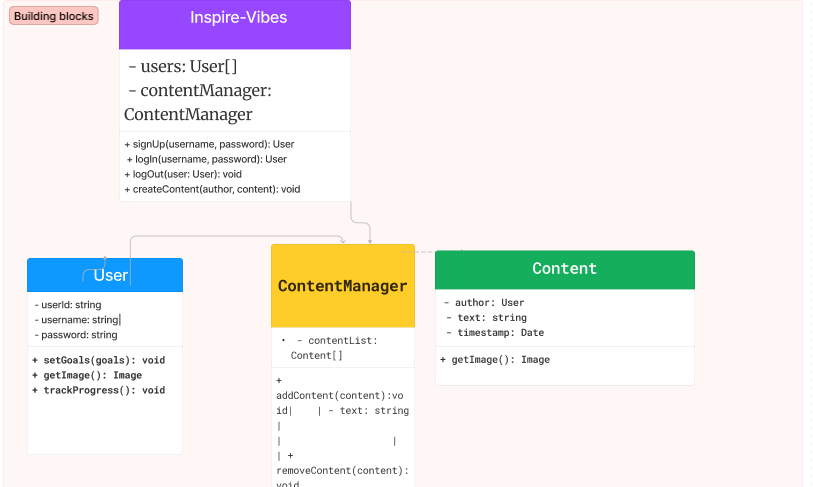 Building blocks
Inspire-Vibes
- users: User[]
- contentManager:
ContentManager
+ signUp(username, password): User
+ logIn(username, password): User
+ logOut(user: User): void
+ createContent(author, content): void
User
- userId: string
- username: string|
- password: string
+ setGoals(goals): void
+ getImage(): Image
+ trackProgress(): void
ContentManager
• - contentList:
Content[]
+
addContent(content):vo
id| | - text: string
|
| |
| +
removeContent(content):
void
Content
- author: User
- text: string
- timestamp: Date
+ getImage(): Image